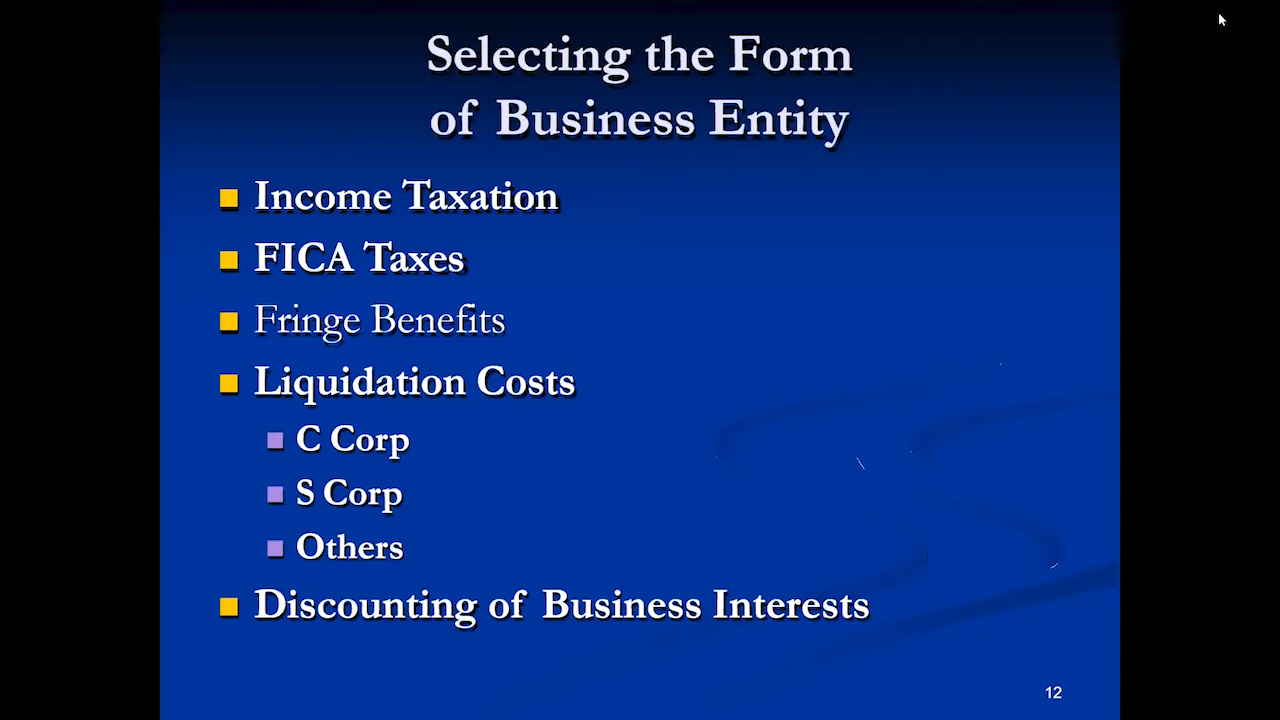 Selecting the Form
of Business Entity
Income Taxation
FICA Taxes
Fringe Benefits
Liquidation Costs
C Corp
S Corp
Others
Discounting of Business Interests
12